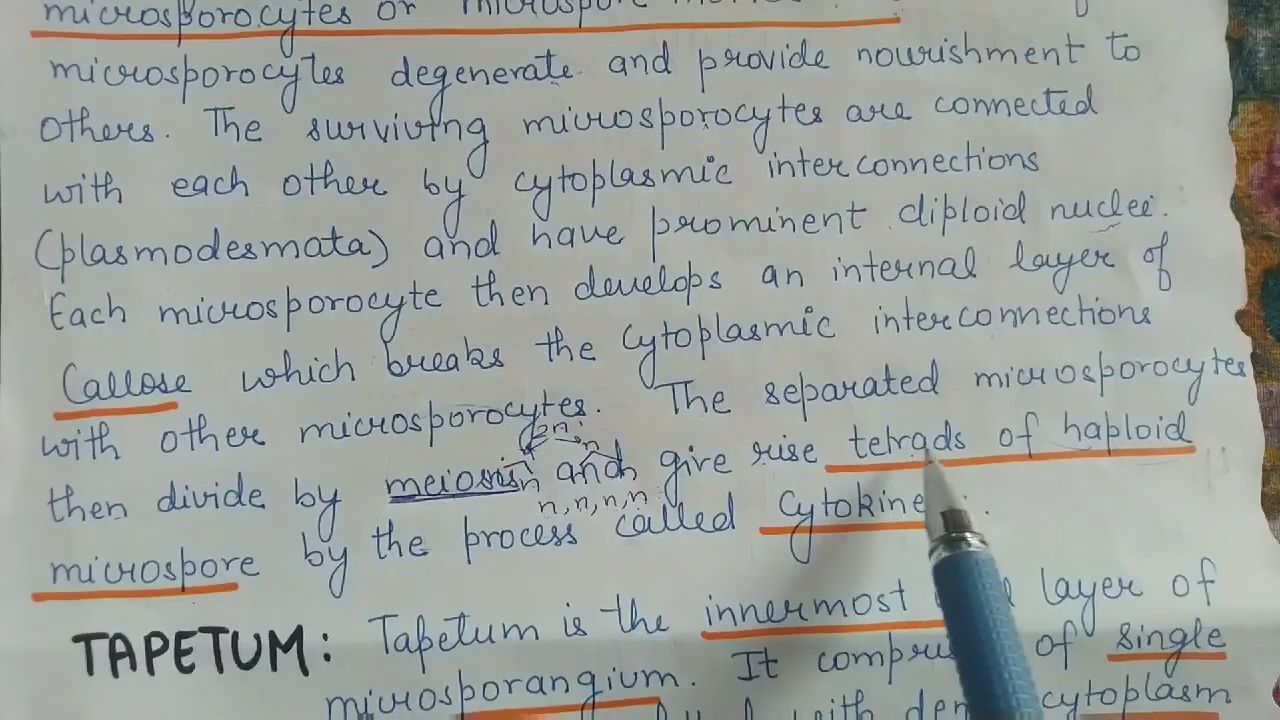 microsporocytes or
microsporocytes degenerate and provide nourishment to
others. The surviving microsporocytes are connected
with each other by cytoplasmic interconnections
(plasmodesmata) and have prominent diploid nuclei.
Each microsporocyte then develops an internal layer of
Callose which breaks the cytoplasmic interconnections
with other microsporocytes. The separated microsporocytes
2n
n
then divide by meiosis and give rise tetrads of haploid
n, n, n, n
microspore by the process called Cytokine
TAPETUM: Tapetum is the innermost layer of
microsporangium. It of single
with cytoplasm